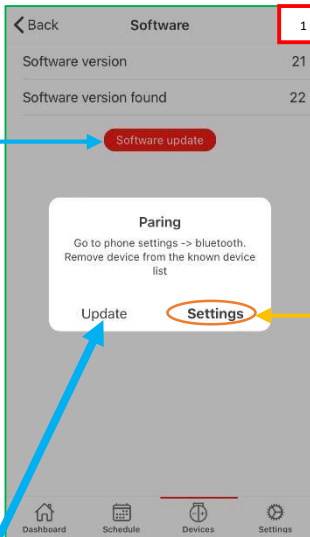 Back Software 1
Software version 21
Software version found 22
Software update
Paring
Go to phone settings -> bluetooth.
Remove device from the known device
list
Update Settings
Dashboard Schedule Devices Settings